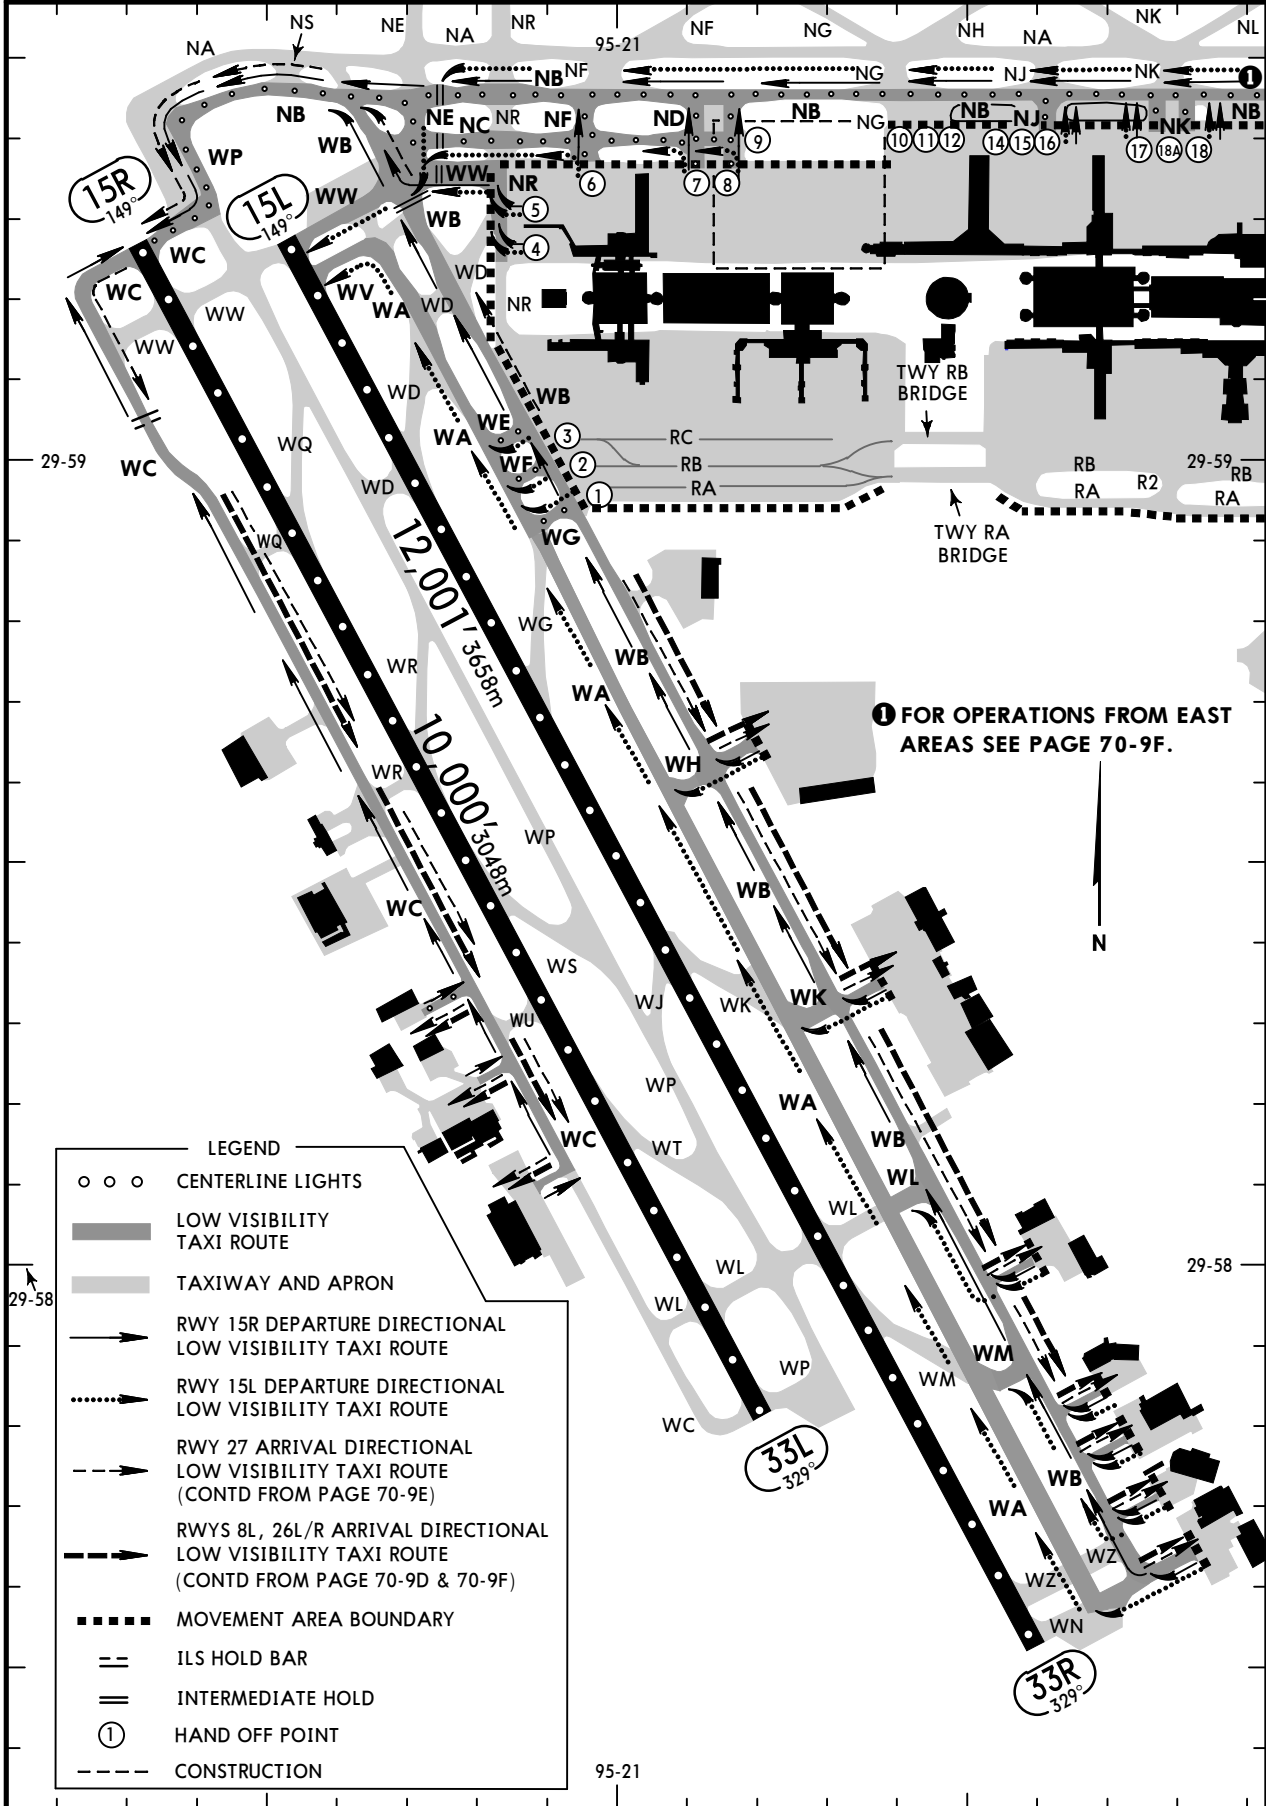 NS
NE
NA
NR
95-21
NF
NG
NH
NA
NK
NL
NA
NB
NF
NG
NJ
NK
1
NB
NE
NC
NR
NF
ND
NB
NG
NB
NJ
NK
NB
WB
WP
9
10
11
12
14
15
16
17
18A
18
15R
149°
15L
149°
WW
WW
NR
6
7
8
5
WB
4
WC
WC
WW
WW
WV
WA
WD
WD
NR
WD
WB
TWY RB
BRIDGE
WE
WA
WF
3
RC
2
RB
1
RA
29-59
WC
WQ
WD
RB
RA
R2
29-59
RB
RA
WQ
12,001' 3658m
WG
TWY RA
BRIDGE
WG
WB
WR
WA
1 FOR OPERATIONS FROM EAST
AREAS SEE PAGE 70-9F.
WR
10,000' 3048m
WH
WP
WB
WC
N
WS
WJ
WK
WK
WU
WP
WA
WC
WT
WB
WL
WL
WL
29-58
WL
WP
WM
WM
WC
33L
329°
WB
WA
WZ
WZ
WN
33R
329°
29-58
LEGEND
CENTERLINE LIGHTS
LOW VISIBILITY
TAXI ROUTE
TAXIWAY AND APRON
RWY 15R DEPARTURE DIRECTIONAL
LOW VISIBILITY TAXI ROUTE
RWY 15L DEPARTURE DIRECTIONAL
LOW VISIBILITY TAXI ROUTE
RWY 27 ARRIVAL DIRECTIONAL
LOW VISIBILITY TAXI ROUTE
(CONTD FROM PAGE 70-9E)
RWYS 8L, 26L/R ARRIVAL DIRECTIONAL
LOW VISIBILITY TAXI ROUTE
(CONTD FROM PAGE 70-9D & 70-9F)
MOVEMENT AREA BOUNDARY
ILS HOLD BAR
INTERMEDIATE HOLD
1 HAND OFF POINT
CONSTRUCTION
95-21